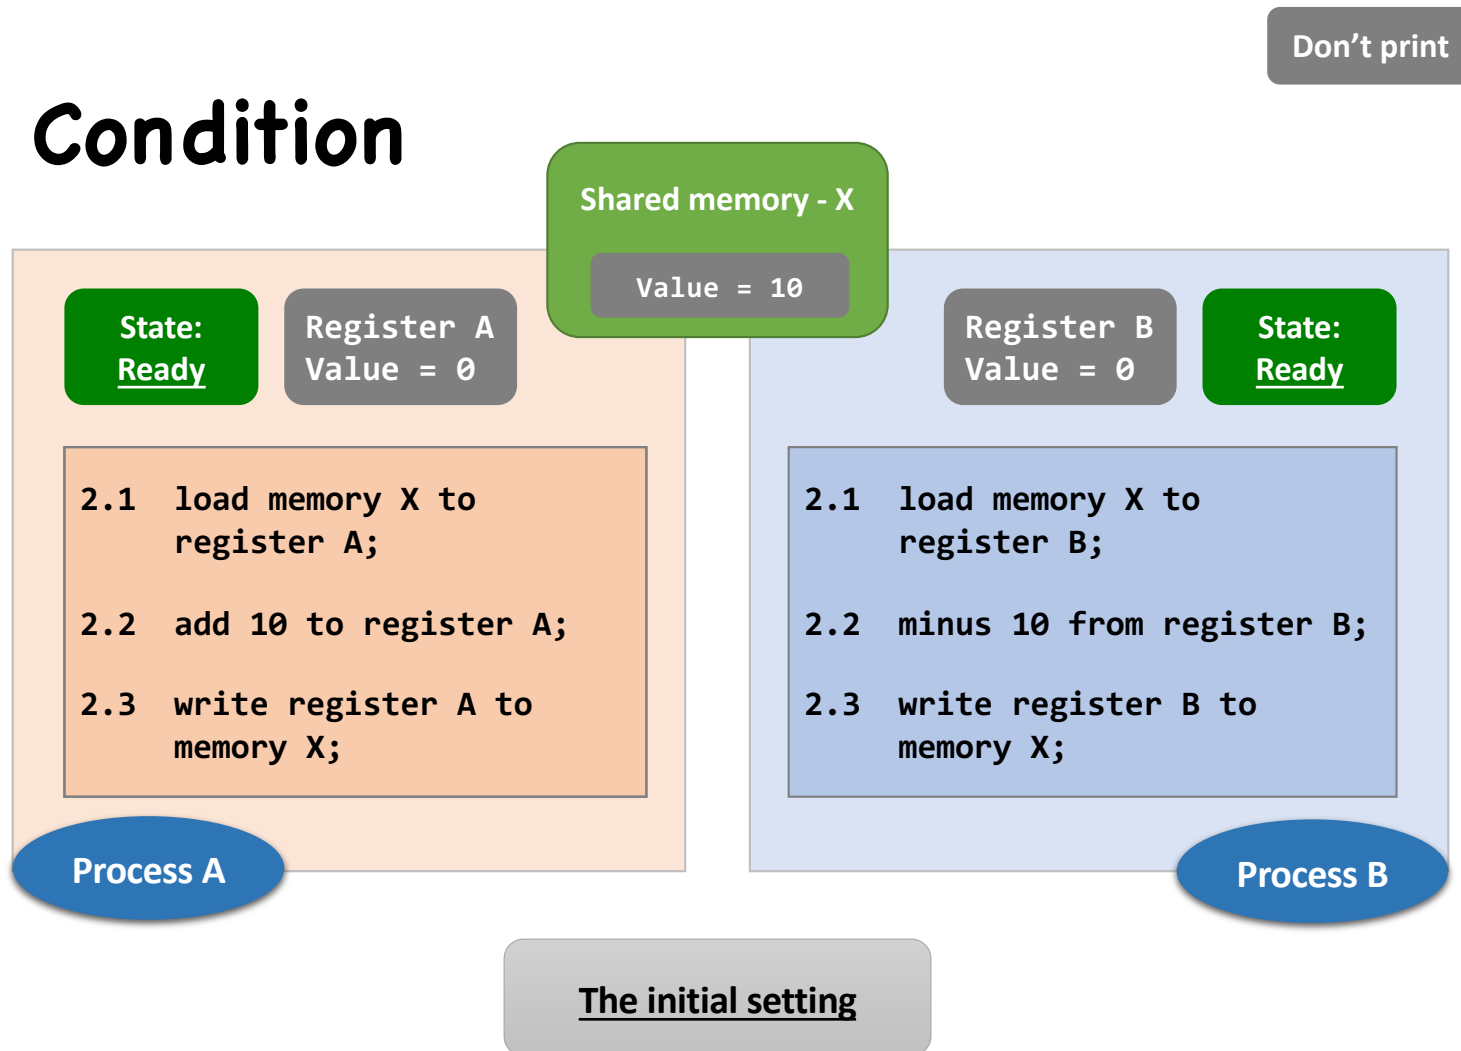 Don’t print
Condition
Shared memory - X
Value = 10
State:
Ready
Register A
Value = 0
2.1 load memory X to
register A;
2.2 add 10 to register A;
2.3 write register A to
memory X;
Process A
Register B
Value = 0
State:
Ready
2.1 load memory X to
register B;
2.2 minus 10 from register B;
2.3 write register B to
memory X;
Process B
The initial setting